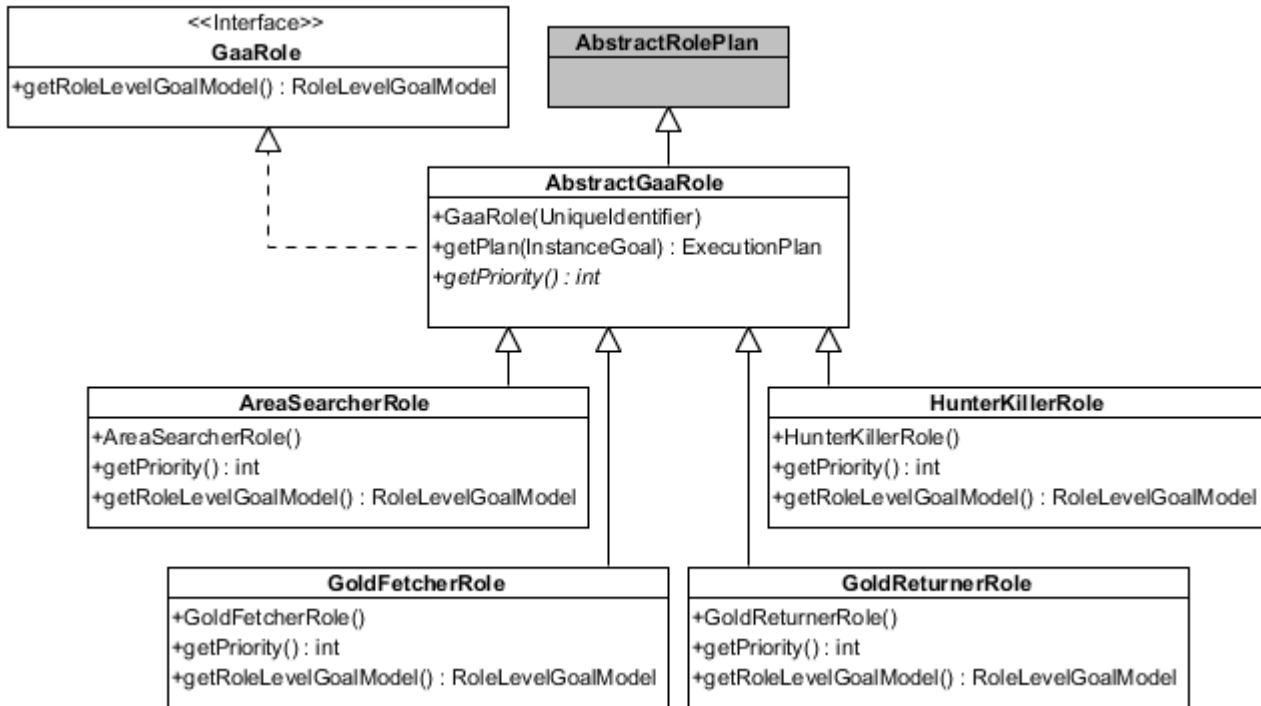 <<Interface>>
GaaRole
+getRoleLevelGoalModel() : RoleLevelGoalModel
AbstractRolePlan
AbstractGaaRole
+GaaRole(UniqueIdentifier)
+getPlan(InstanceGoal) : ExecutionPlan
+getPriority() : int
AreaSearcherRole
+AreaSearcherRole()
+getPriority() : int
+getRoleLevelGoalModel() : RoleLevelGoalModel
HunterKillerRole
+HunterKillerRole()
+getPriority() : int
+getRoleLevelGoalModel() : RoleLevelGoalModel
GoldFetcherRole
+GoldFetcherRole()
+getPriority() : int
+getRoleLevelGoalModel() : RoleLevelGoalModel
GoldReturnerRole
+GoldReturnerRole()
+getPriority() : int
+getRoleLevelGoalModel() : RoleLevelGoalModel